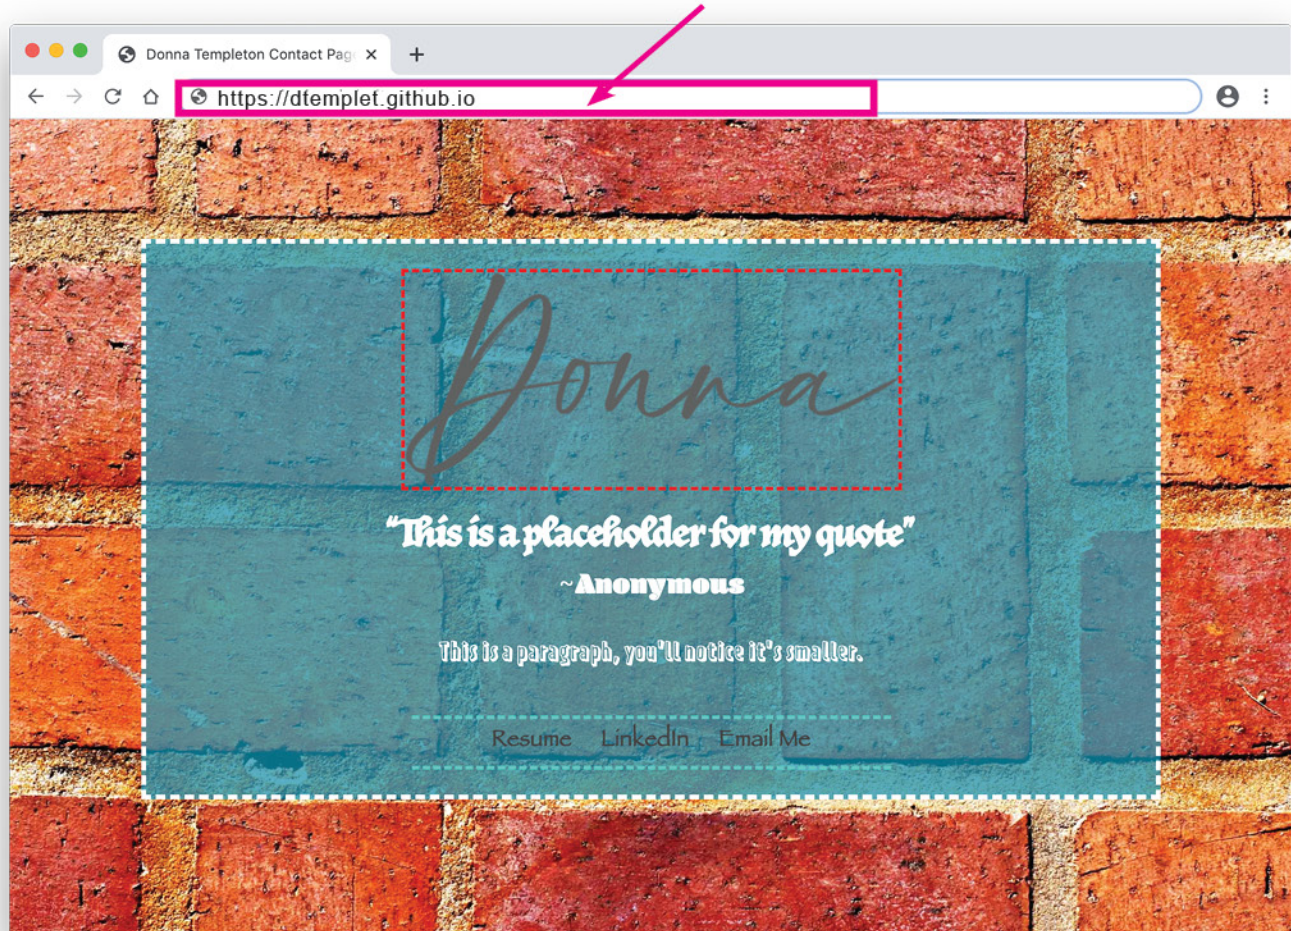 Donna Templeton Contact Pag
https://dtemplet.github.io
Donna
“This is a placeholder for my quote”
~Anonymous
This is a paragraph, you'll notice it's smaller.
Resume LinkedIn Email Me